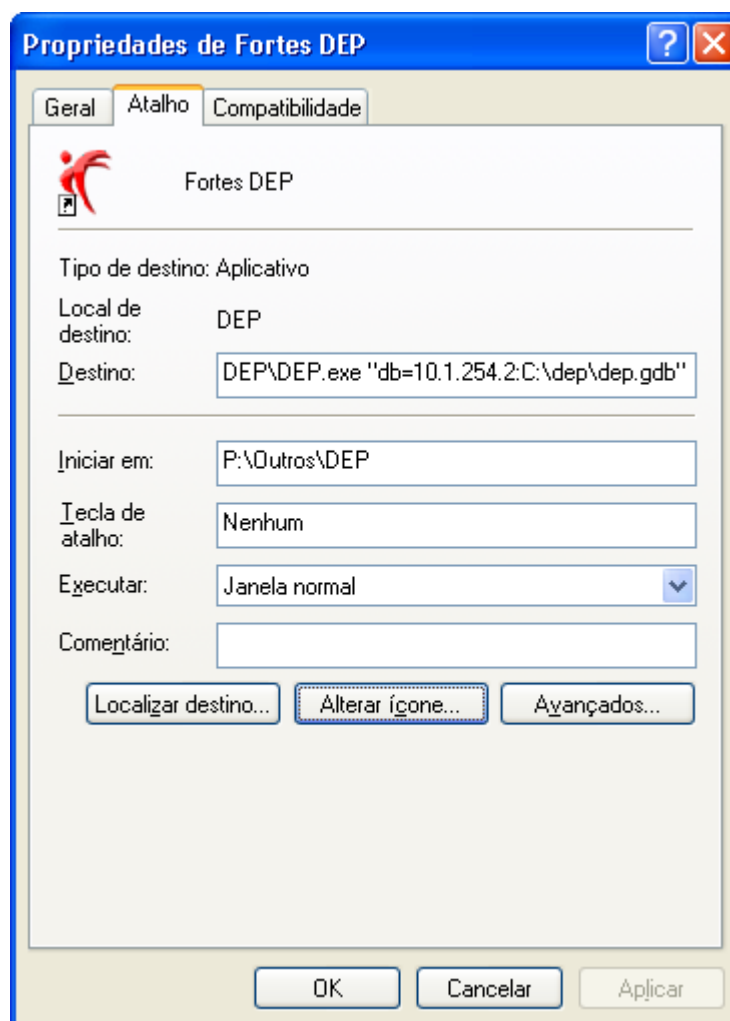 Propriedades de Fortes DEP
Geral Atalho Compatibilidade
Fortes DEP
Tipo de destino: Aplicativo
Local de
destino: DEP
Destino: DEP\DEP.exe "db=10.1.254.2:C:\dep\dep.gdb"
Iniciar em: P:\Outros\DEP
Tecla de
atalho: Nenhum
Executar: Janela normal
Comentário:
Localizar destino... Alterar ícone... Avançados...
OK Cancelar Aplicar